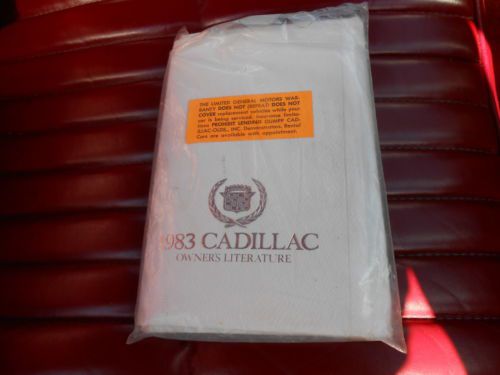 THE LIMITED GENERAL MOTORS WAR-
RANTY DOES NOT (REPEAT) DOES NOT
COVER replacement vehicles while your
car is being serviced, insurance limita-
tions PROHIBIT LENDING! GUMPP CAD-
ILLAC-OLDS., INC. Demonstrators. Rental
Cars are available with appointment.
1983 CADILLAC
OWNER'S LITERATURE